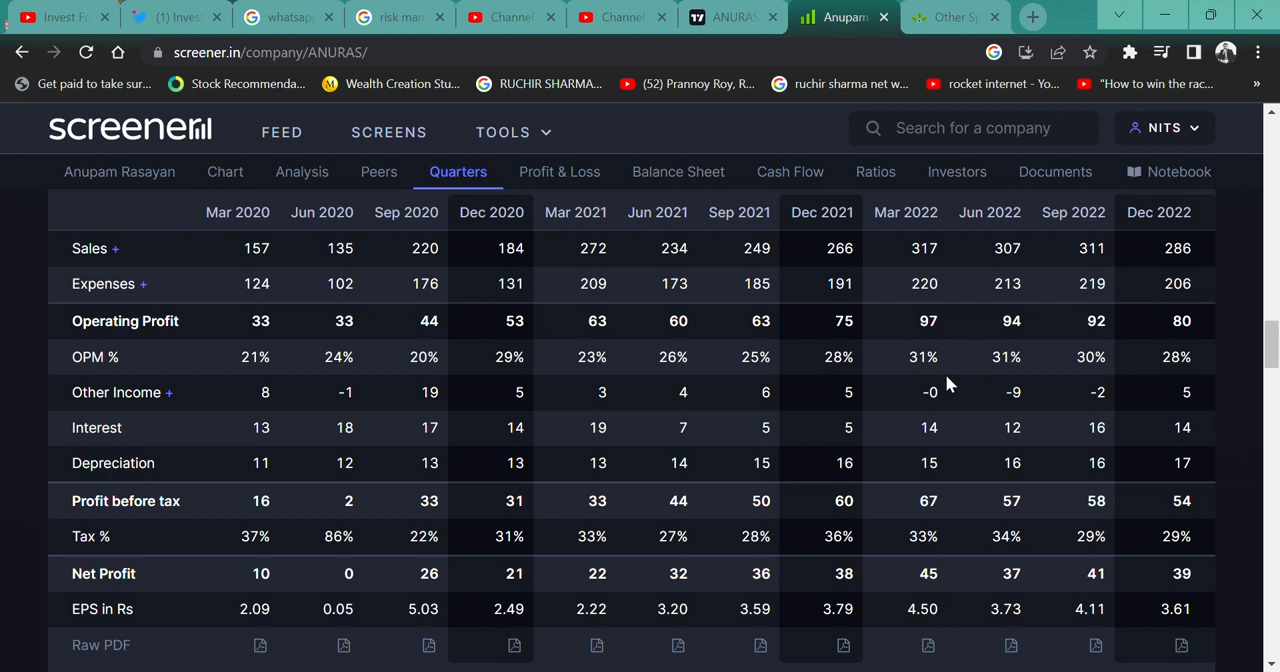 Invest Fo (1) Invest whatsap risk man Channel Channel ANURAS Anupam Other Sp
screener.in/company/ANURAS/
Get paid to take sur... Stock Recommenda... Wealth Creation Stu... RUCHIR SHARMA... (52) Prannoy Roy, R... ruchir sharma net w... rocket internet - Yo... "How to win the rac... »
screener FEED SCREENS TOOLS Search for a company NITS
Anupam Rasayan Chart Analysis Peers Quarters Profit & Loss Balance Sheet Cash Flow Ratios Investors Documents Notebook
Mar 2020 Jun 2020 Sep 2020 Dec 2020 Mar 2021 Jun 2021 Sep 2021 Dec 2021 Mar 2022 Jun 2022 Sep 2022 Dec 2022
Sales + 157 135 220 184 272 234 249 266 317 307 311 286
Expenses + 124 102 176 131 209 173 185 191 220 213 219 206
Operating Profit 33 33 44 53 63 60 63 75 97 94 92 80
OPM % 21% 24% 20% 29% 23% 26% 25% 28% 31% 31% 30% 28%
Other Income + 8 -1 19 5 3 4 6 5 -0 -9 -2 5
Interest 13 18 17 14 19 7 5 5 14 12 16 14
Depreciation 11 12 13 13 13 14 15 16 15 16 16 17
Profit before tax 16 2 33 31 33 44 50 60 67 57 58 54
Tax % 37% 86% 22% 31% 33% 27% 28% 36% 33% 34% 29% 29%
Net Profit 10 0 26 21 22 32 36 38 45 37 41 39
EPS in Rs 2.09 0.05 5.03 2.49 2.22 3.20 3.59 3.79 4.50 3.73 4.11 3.61
Raw PDF